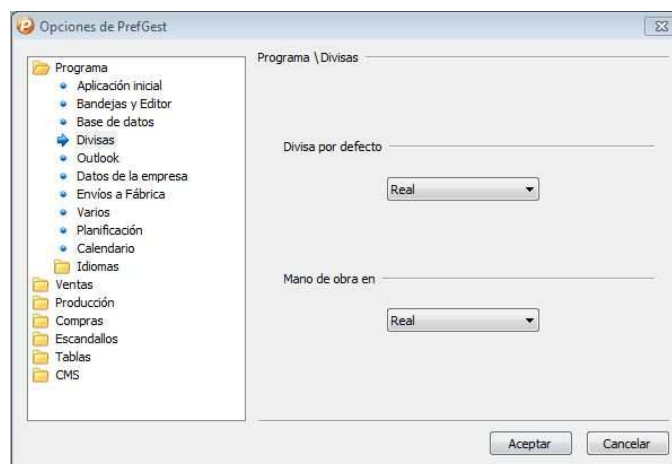 Opciones de PrefGest
Programa
Aplicación inicial
Bandejas y Editor
Base de datos
Divisas
Outlook
Datos de la empresa
Envíos a Fábrica
Varios
Planificación
Calendario
Idiomas
Ventas
Producción
Compras
Escandallos
Tablas
CMS
Programa \ Divisas
Divisa por defecto
Real
Mano de obra en
Real
Aceptar
Cancelar